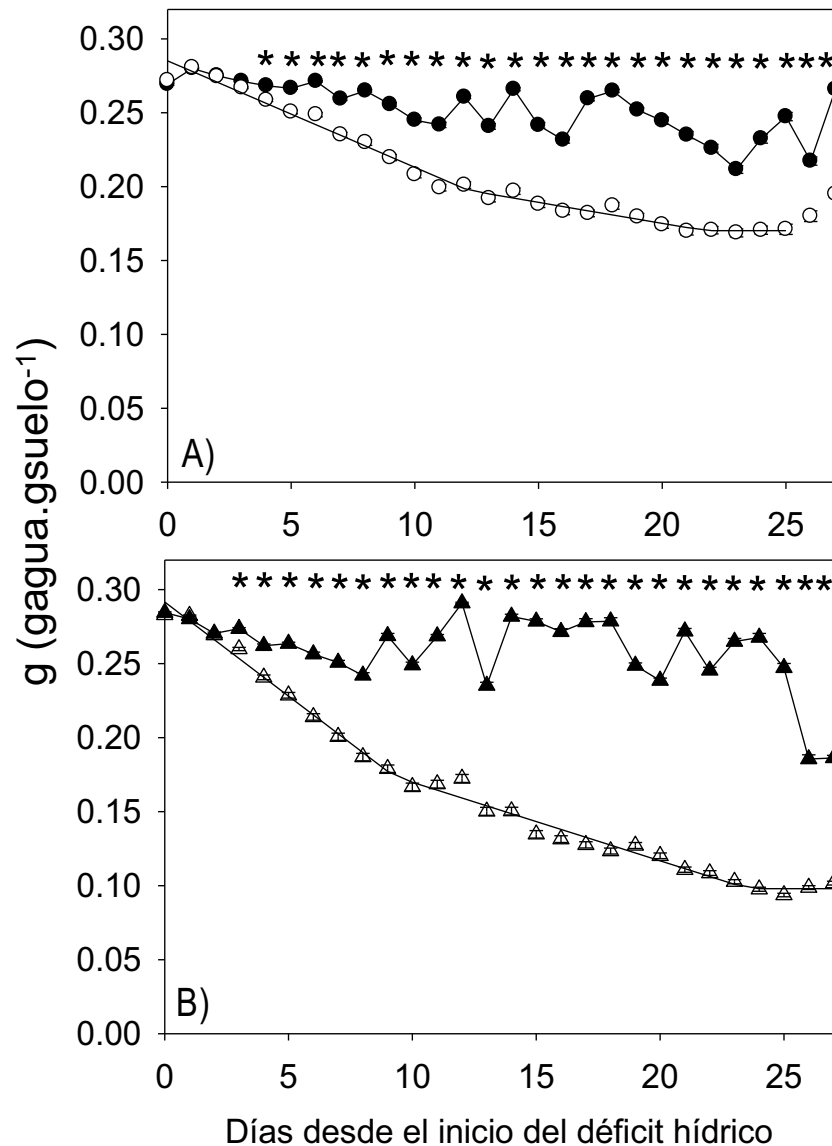 0.30
* * * * * * * * * * * * * * * * * * * * * * * *
0.25
0.20
0.15
0.10
0.05
0.00
A)
0 5 10 15 20 25
g (gagua.gsuelo-1)
0.30
* * * * * * * * * * * * * * * * * * * * * * * * *
0.25
0.20
0.15
0.10
0.05
0.00
B)
0 5 10 15 20 25
Días desde el inicio del déficit hídrico